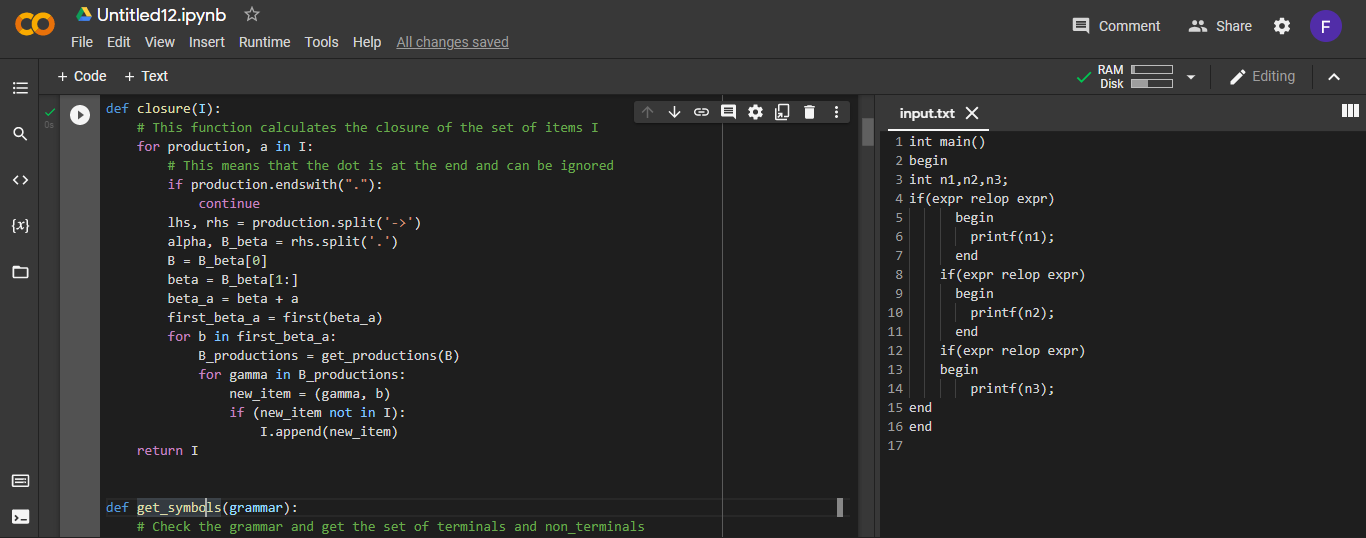 Untitled12.ipynb
File Edit View Insert Runtime Tools Help All changes saved
Comment Share F
+ Code + Text
RAM
Disk
Editing
0s
def closure(I):
    # This function calculates the closure of the set of items I
    for production, a in I:
        # This means that the dot is at the end and can be ignored
        if production.endswith("."):
            continue
        lhs, rhs = production.split('->')
        alpha, B_beta = rhs.split('.')
        B = B_beta[0]
        beta = B_beta[1:]
        beta_a = beta + a
        first_beta_a = first(beta_a)
        for b in first_beta_a:
            B_productions = get_productions(B)
            for gamma in B_productions:
                new_item = (gamma, b)
                if (new_item not in I):
                    I.append(new_item)
    return I
def get_symbols(grammar):
    # Check the grammar and get the set of terminals and non_terminals
input.txt
1 int main()
2 begin
3 int n1,n2,n3;
4 if(expr relop expr)
5       begin
6         printf(n1);
7       end
8     if(expr relop expr)
9       begin
10         printf(n2);
11       end
12     if(expr relop expr)
13     begin
14         printf(n3);
15 end
16 end
17